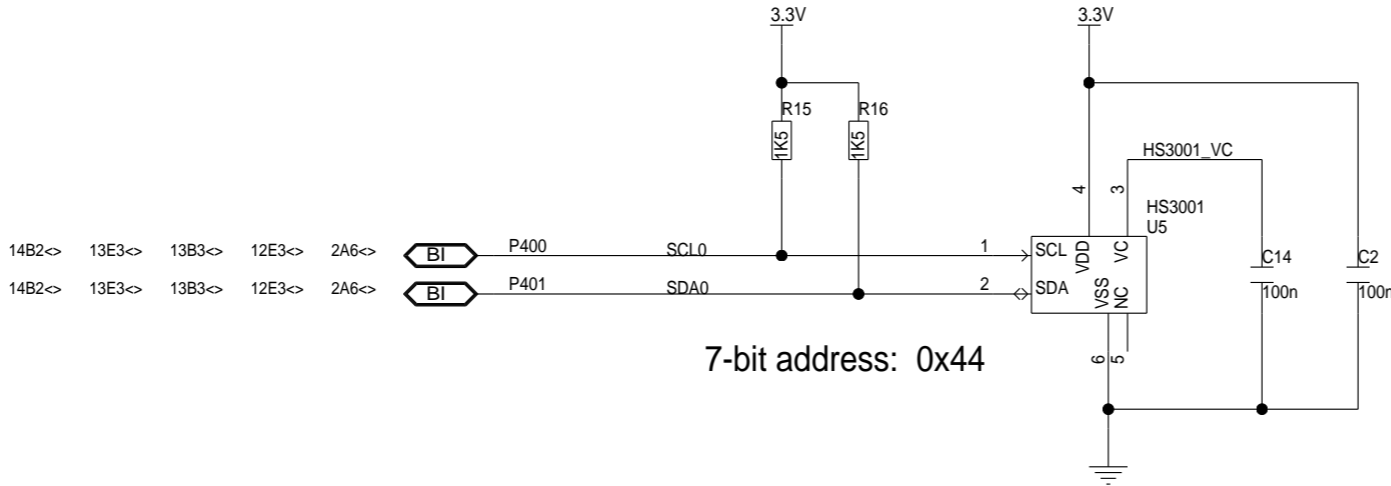 3.3V 3.3V
R15 R16
1K5 1K5
HS3001_VC
4 3
HS3001
U5
14B2<> 13E3<> 13B3<> 12E3<> 2A6<> BI P400 SCL0 1 SCL VDD VC C14 C2
14B2<> 13E3<> 13B3<> 12E3<> 2A6<> BI P401 SDA0 2 SDA VSS NC 100n 100n
7-bit address: 0x44
6 5